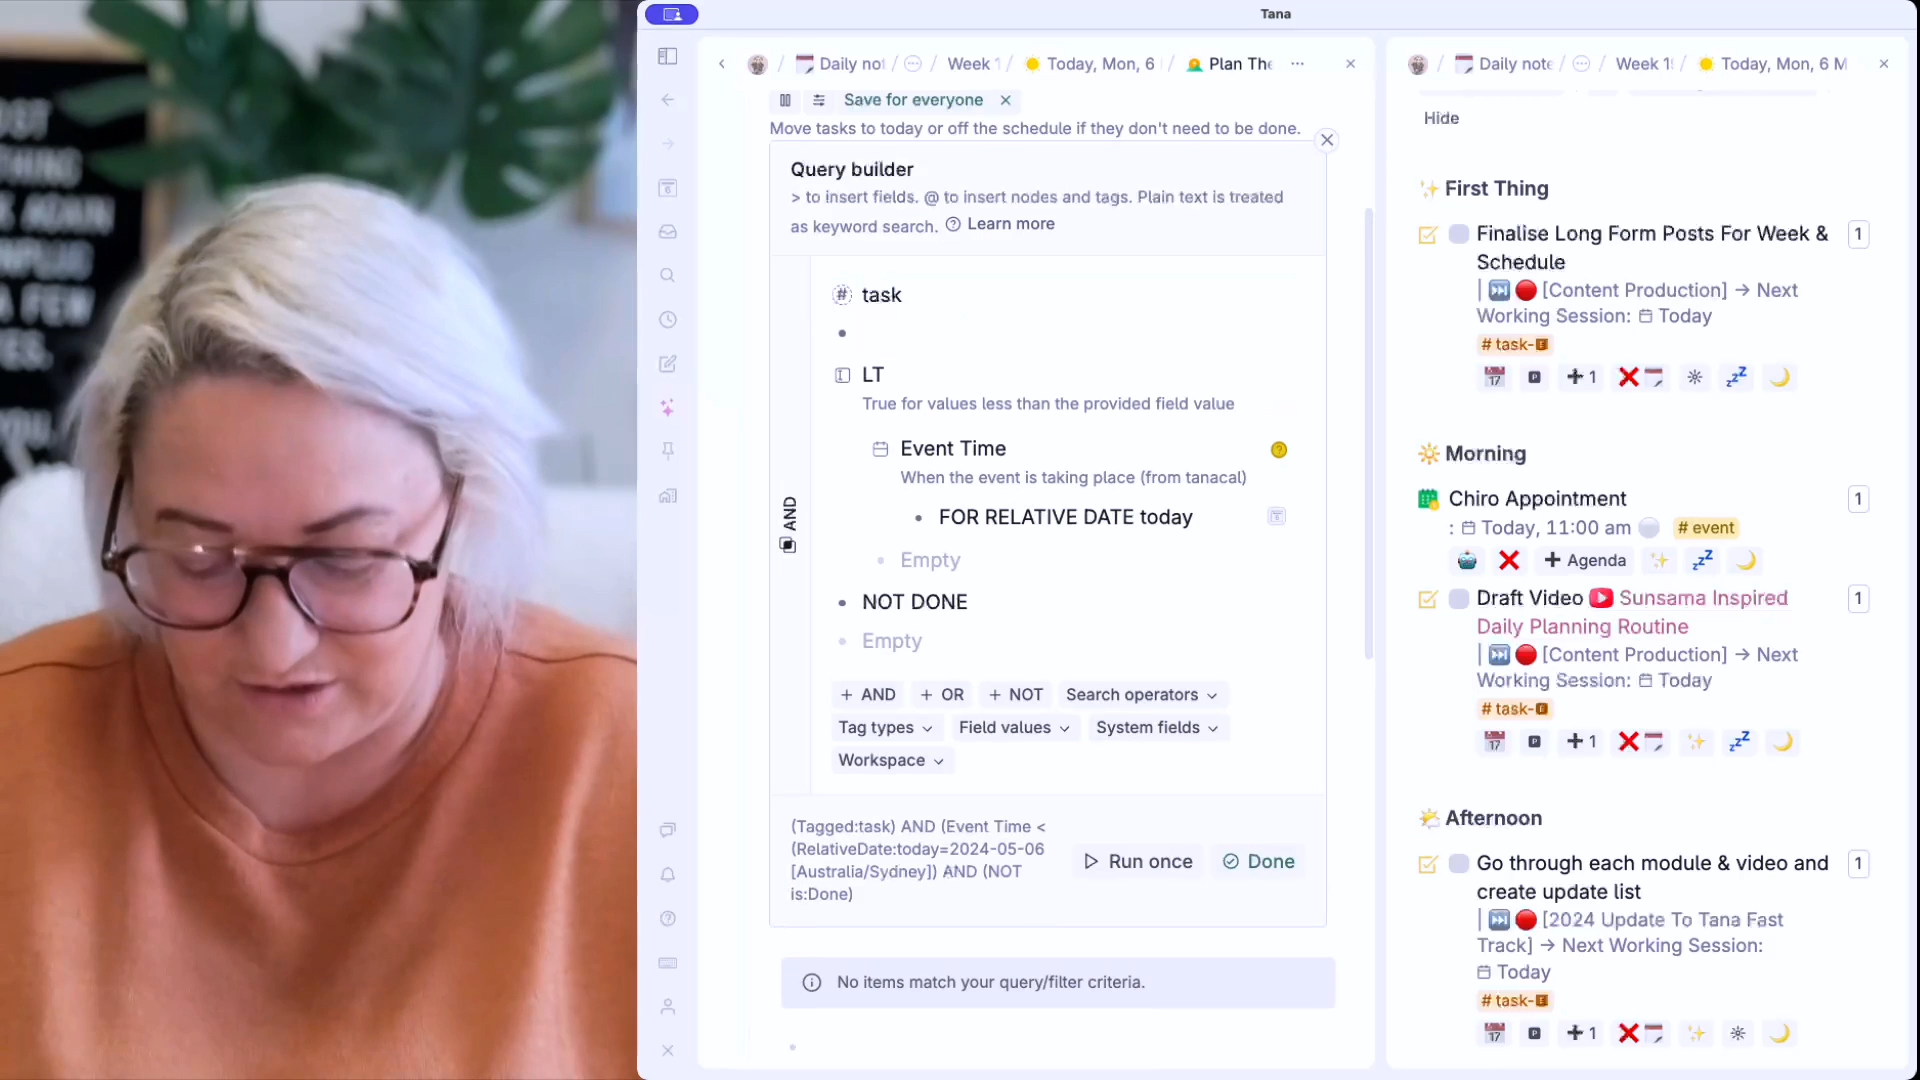 Tana
Daily not
Week 1
Today, Mon, 6
Plan The
Save for everyone
Move tasks to today or off the schedule if they don't need to be done.
Query builder
> to insert fields. @ to insert nodes and tags. Plain text is treated
as keyword search. Learn more
# task
LT
True for values less than the provided field value
Event Time
When the event is taking place (from tanacal)
FOR RELATIVE DATE today
Empty
AND
NOT DONE
Empty
+ AND + OR + NOT Search operators
Tag types Field values System fields
Workspace
(Tagged:task) AND (Event Time <
(RelativeDate:today=2024-05-06
[Australia/Sydney]) AND (NOT
is:Done)
Run once Done
No items match your query/filter criteria.
Daily note
Week 1
Today, Mon, 6 M
Hide
First Thing
Finalise Long Form Posts For Week & 1
Schedule
| [Content Production] → Next
Working Session: Today
# task-
+ 1
Morning
Chiro Appointment 1
: Today, 11:00 am # event
+ Agenda
Draft Video Sunsama Inspired 1
Daily Planning Routine
| [Content Production] → Next
Working Session: Today
# task-
+ 1
Afternoon
Go through each module & video and 1
create update list
| [2024 Update To Tana Fast
Track] → Next Working Session:
Today
# task-
+ 1